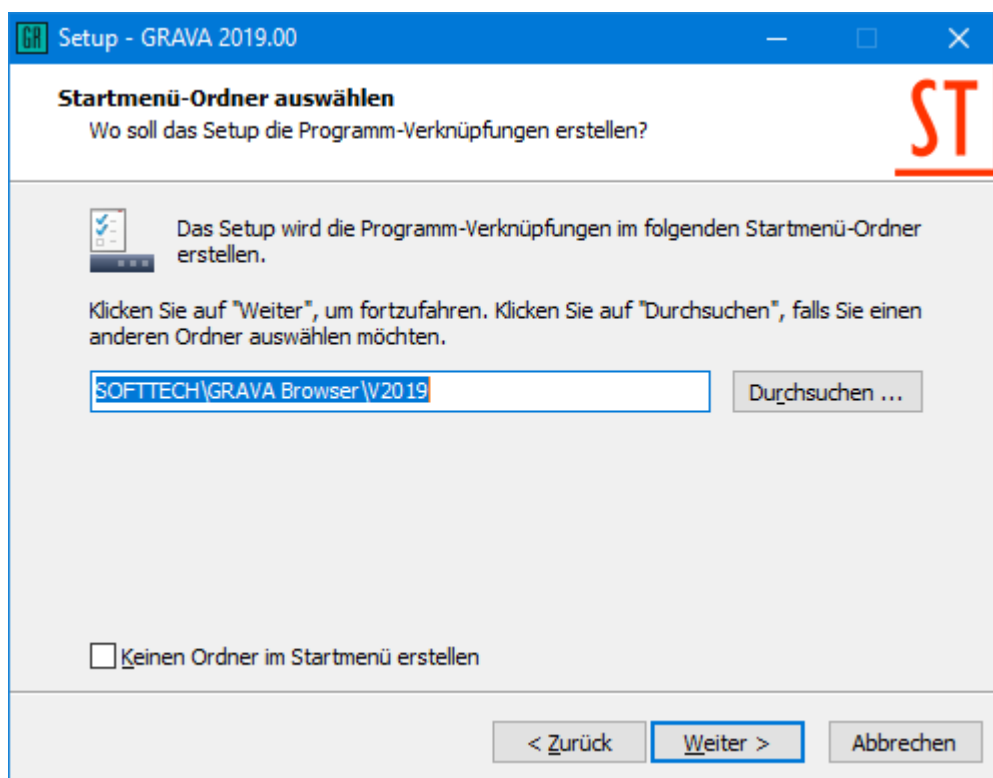 GR Setup - GRAVA 2019.00
Startmenü-Ordner auswählen
Wo soll das Setup die Programm-Verknüpfungen erstellen?
ST
Das Setup wird die Programm-Verknüpfungen im folgenden Startmenü-Ordner
erstellen.
Klicken Sie auf "Weiter", um fortzufahren. Klicken Sie auf "Durchsuchen", falls Sie einen
anderen Ordner auswählen möchten.
SOFTTECH\GRAVA Browser\V2019 Durchsuchen ...
Keinen Ordner im Startmenü erstellen
< Zurück Weiter > Abbrechen